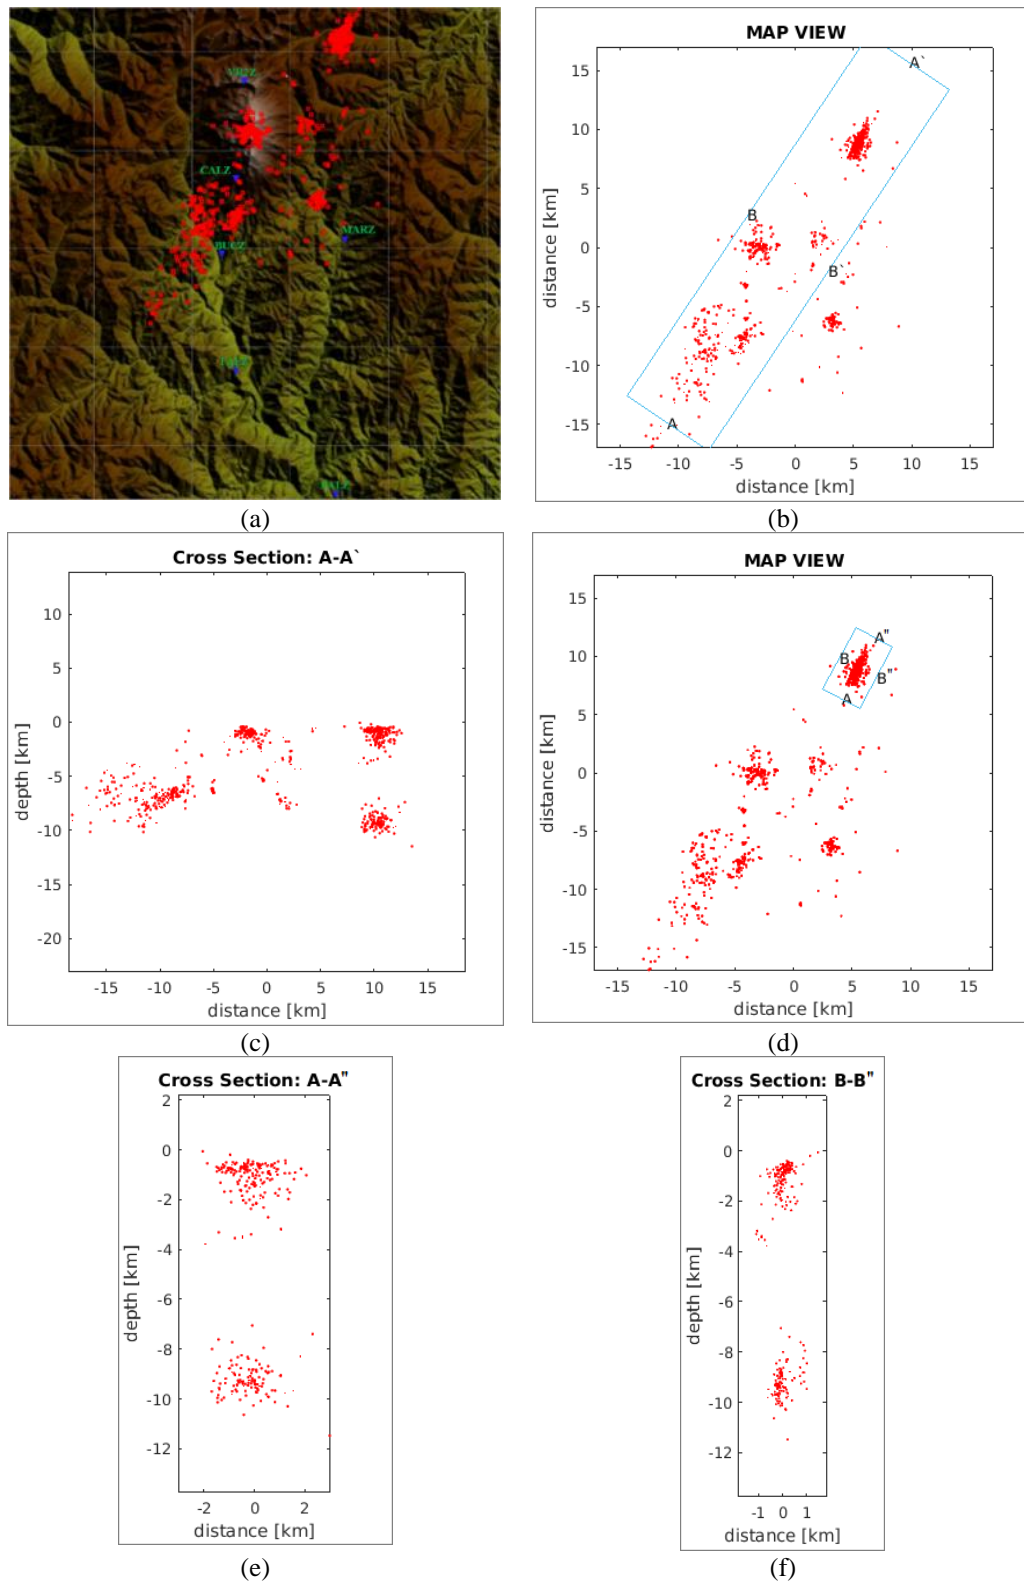 VR2Z
CALZ
MARZ
BUCZ
(a)
MAP VIEW
15
10
5
0
-5
-10
-15
distance [km]
A`
B
B`
A
-15 -10 -5 0 5 10 15
distance [km]
(b)
Cross Section: A-A`
10
5
0
-5
-10
-15
-20
depth [km]
-15 -10 -5 0 5 10 15
distance [km]
(c)
MAP VIEW
15
10
5
0
-5
-10
-15
distance [km]
A"
B
B"
A
-15 -10 -5 0 5 10 15
distance [km]
(d)
Cross Section: A-A"
2
0
-2
-4
-6
-8
-10
-12
depth [km]
-2 0 2
distance [km]
(e)
Cross Section: B-B"
2
0
-2
-4
-6
-8
-10
-12
depth [km]
-1 0 1
distance [km]
(f)